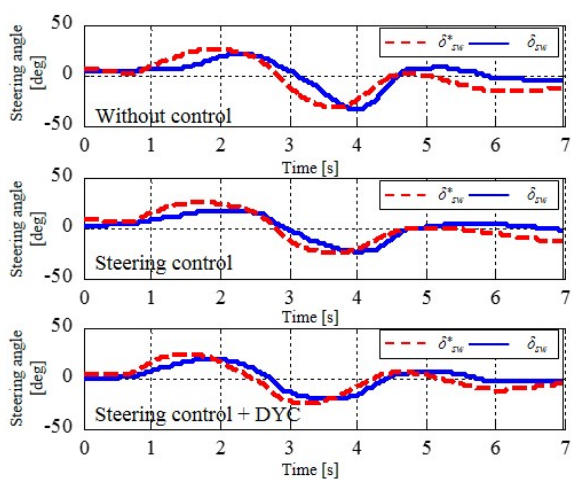 Steering angle
[deg]
50
0
-50
δ*sw δsw
Without control
0 1 2 3 4 5 6 7
Time [s]
Steering angle
[deg]
50
0
-50
δ*sw δsw
Steering control
0 1 2 3 4 5 6 7
Time [s]
Steering angle
[deg]
50
0
-50
δ*sw δsw
Steering control + DYC
0 1 2 3 4 5 6 7
Time [s]